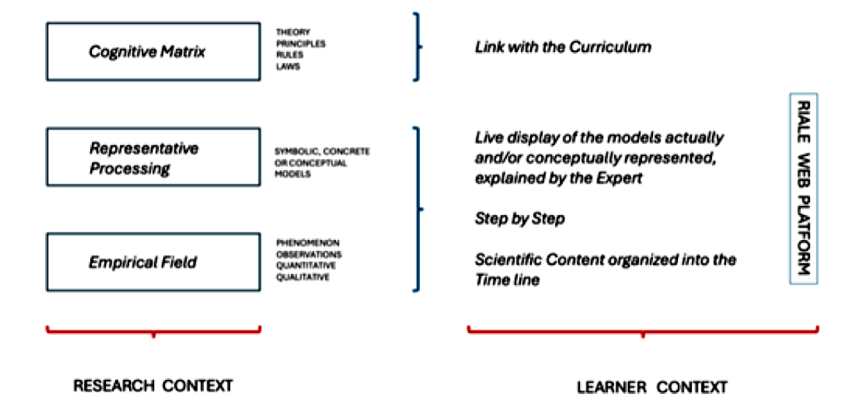 Cognitive Matrix
THEORY
PRINCIPLES
RULES
LAWS
Link with the Curriculum
Representative
Processing
SYMBOLIC, CONCRETE
OR CONCEPTUAL
MODELS
Live display of the models actually
and/or conceptually represented,
explained by the Expert
Step by Step
Empirical Field
PHENOMENON
OBSERVATIONS
QUANTITATIVE
QUALITATIVE
Scientific Content organized into the
Time line
RIALE WEB PLATFORM
RESEARCH CONTEXT
LEARNER CONTEXT